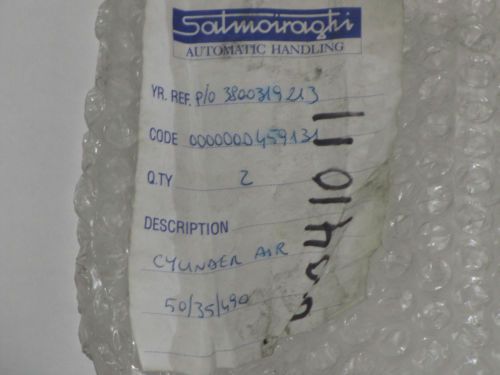 Salmoiraghi
AUTOMATIC HANDLING
YR. REF. P/O 3800319213
CODE 0000000459131
Q.TY 2
DESCRIPTION
CYLINDER AIR
50/35/490